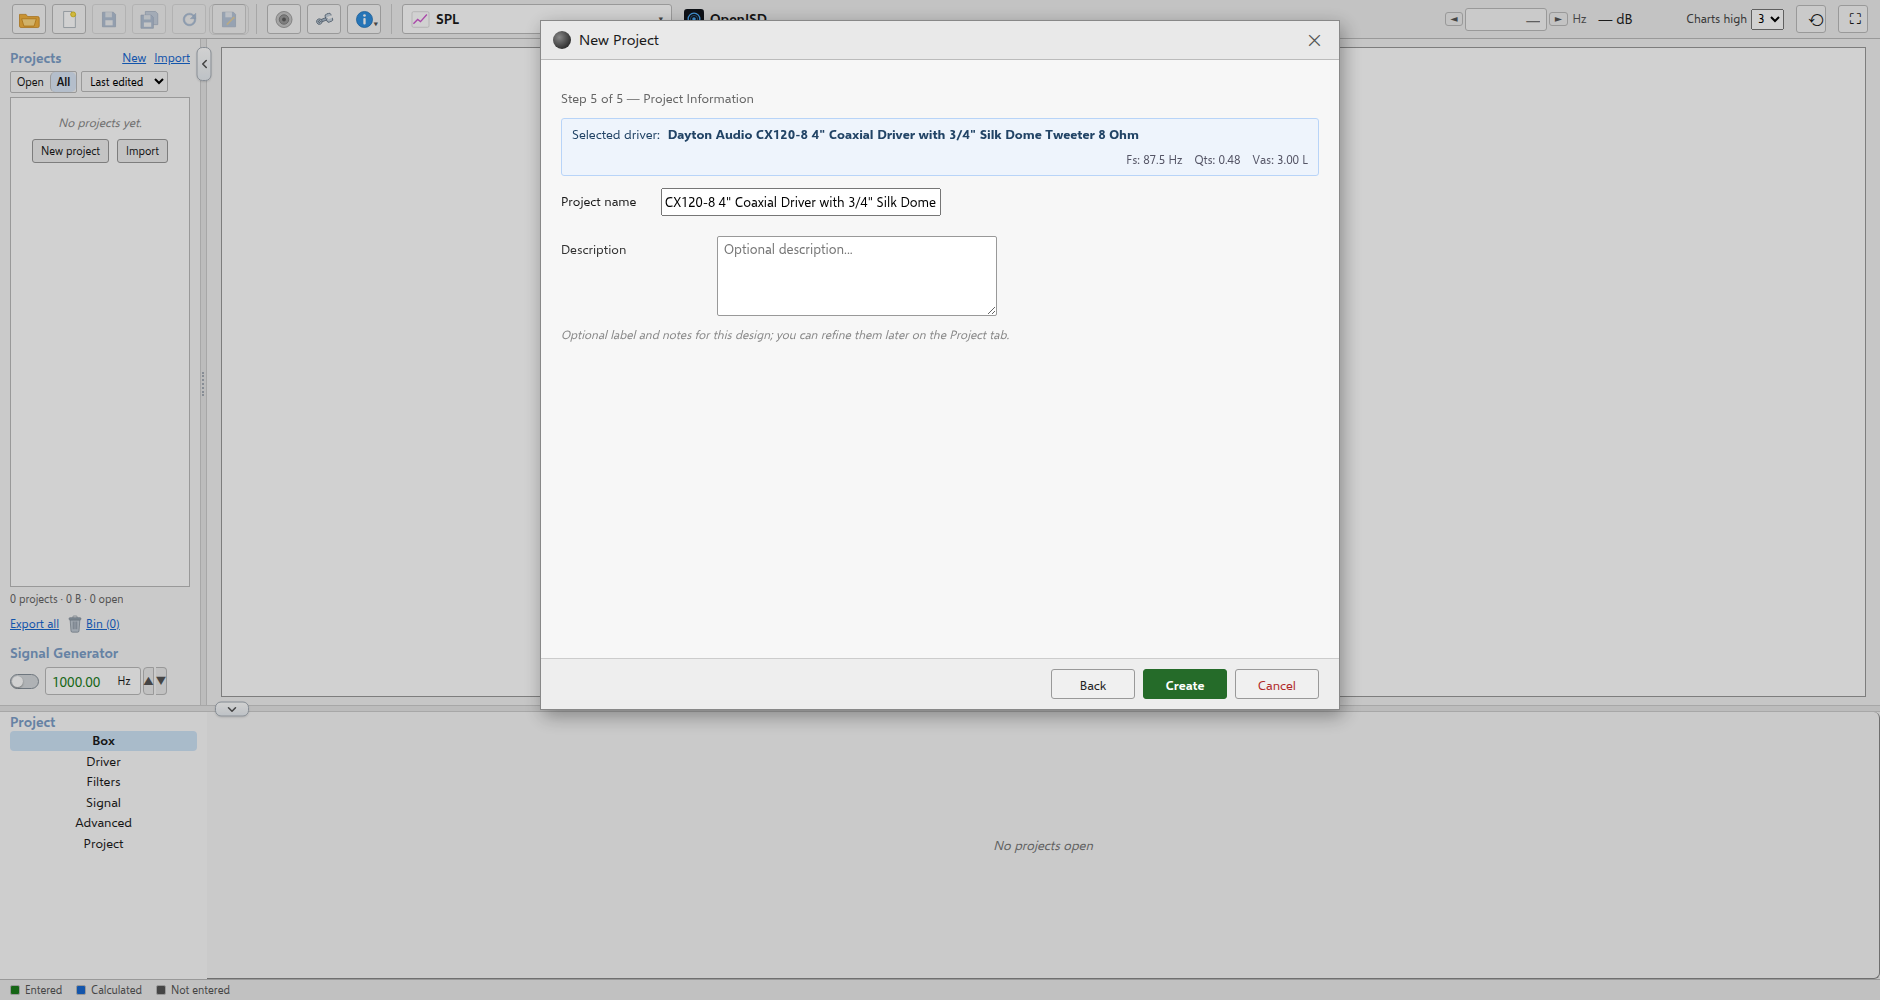 SPL
OpenISD
— Hz — dB
Charts high 3
New Project
Projects New Import
Open All Last edited
No projects yet.
New project Import
0 projects · 0 B · 0 open
Export all Bin (0)
Signal Generator
1000.00 Hz
Step 5 of 5 — Project Information
Selected driver: Dayton Audio CX120-8 4" Coaxial Driver with 3/4" Silk Dome Tweeter 8 Ohm
Fs: 87.5 Hz Qts: 0.48 Vas: 3.00 L
Project name CX120-8 4" Coaxial Driver with 3/4" Silk Dome
Description Optional description...
Optional label and notes for this design; you can refine them later on the Project tab.
Back Create Cancel
Project
Box
Driver
Filters
Signal
Advanced
Project
No projects open
Entered Calculated Not entered